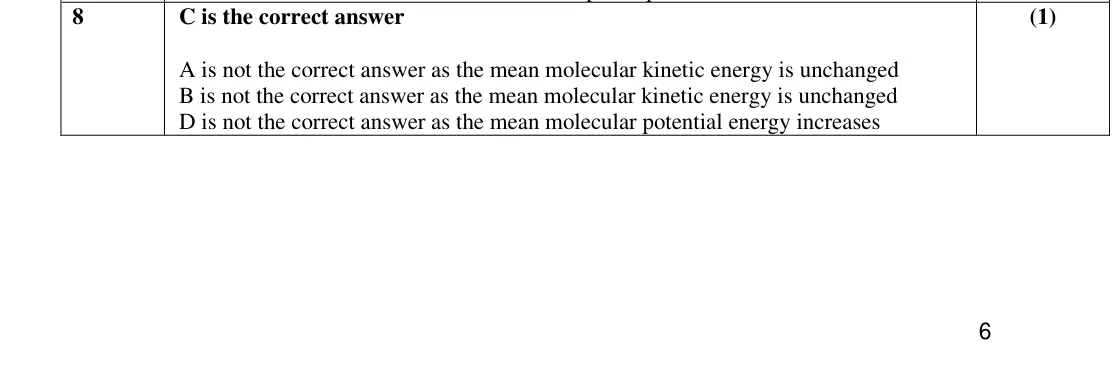 8 C is the correct answer (1)
A is not the correct answer as the mean molecular kinetic energy is unchanged
B is not the correct answer as the mean molecular kinetic energy is unchanged
D is not the correct answer as the mean molecular potential energy increases
6